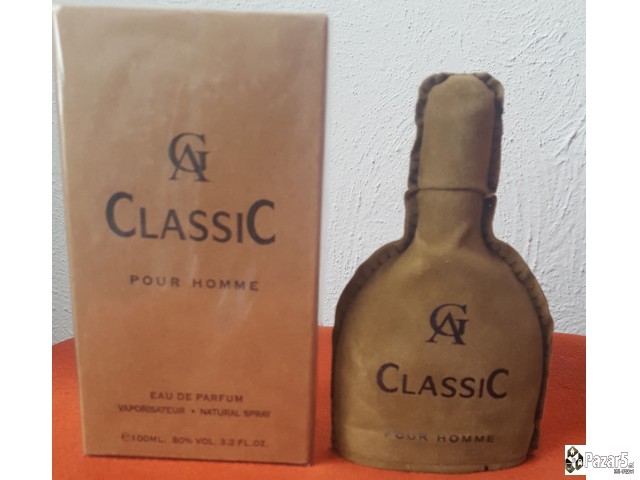 GA
CLASSIC
POUR HOMME
EAU DE PARFUM
VAPORISATEUR • NATURAL SPRAY
℮100ML. 80% VOL. 3.3 FL.OZ.
GA
CLASSIC
POUR HOMME
Pazar5